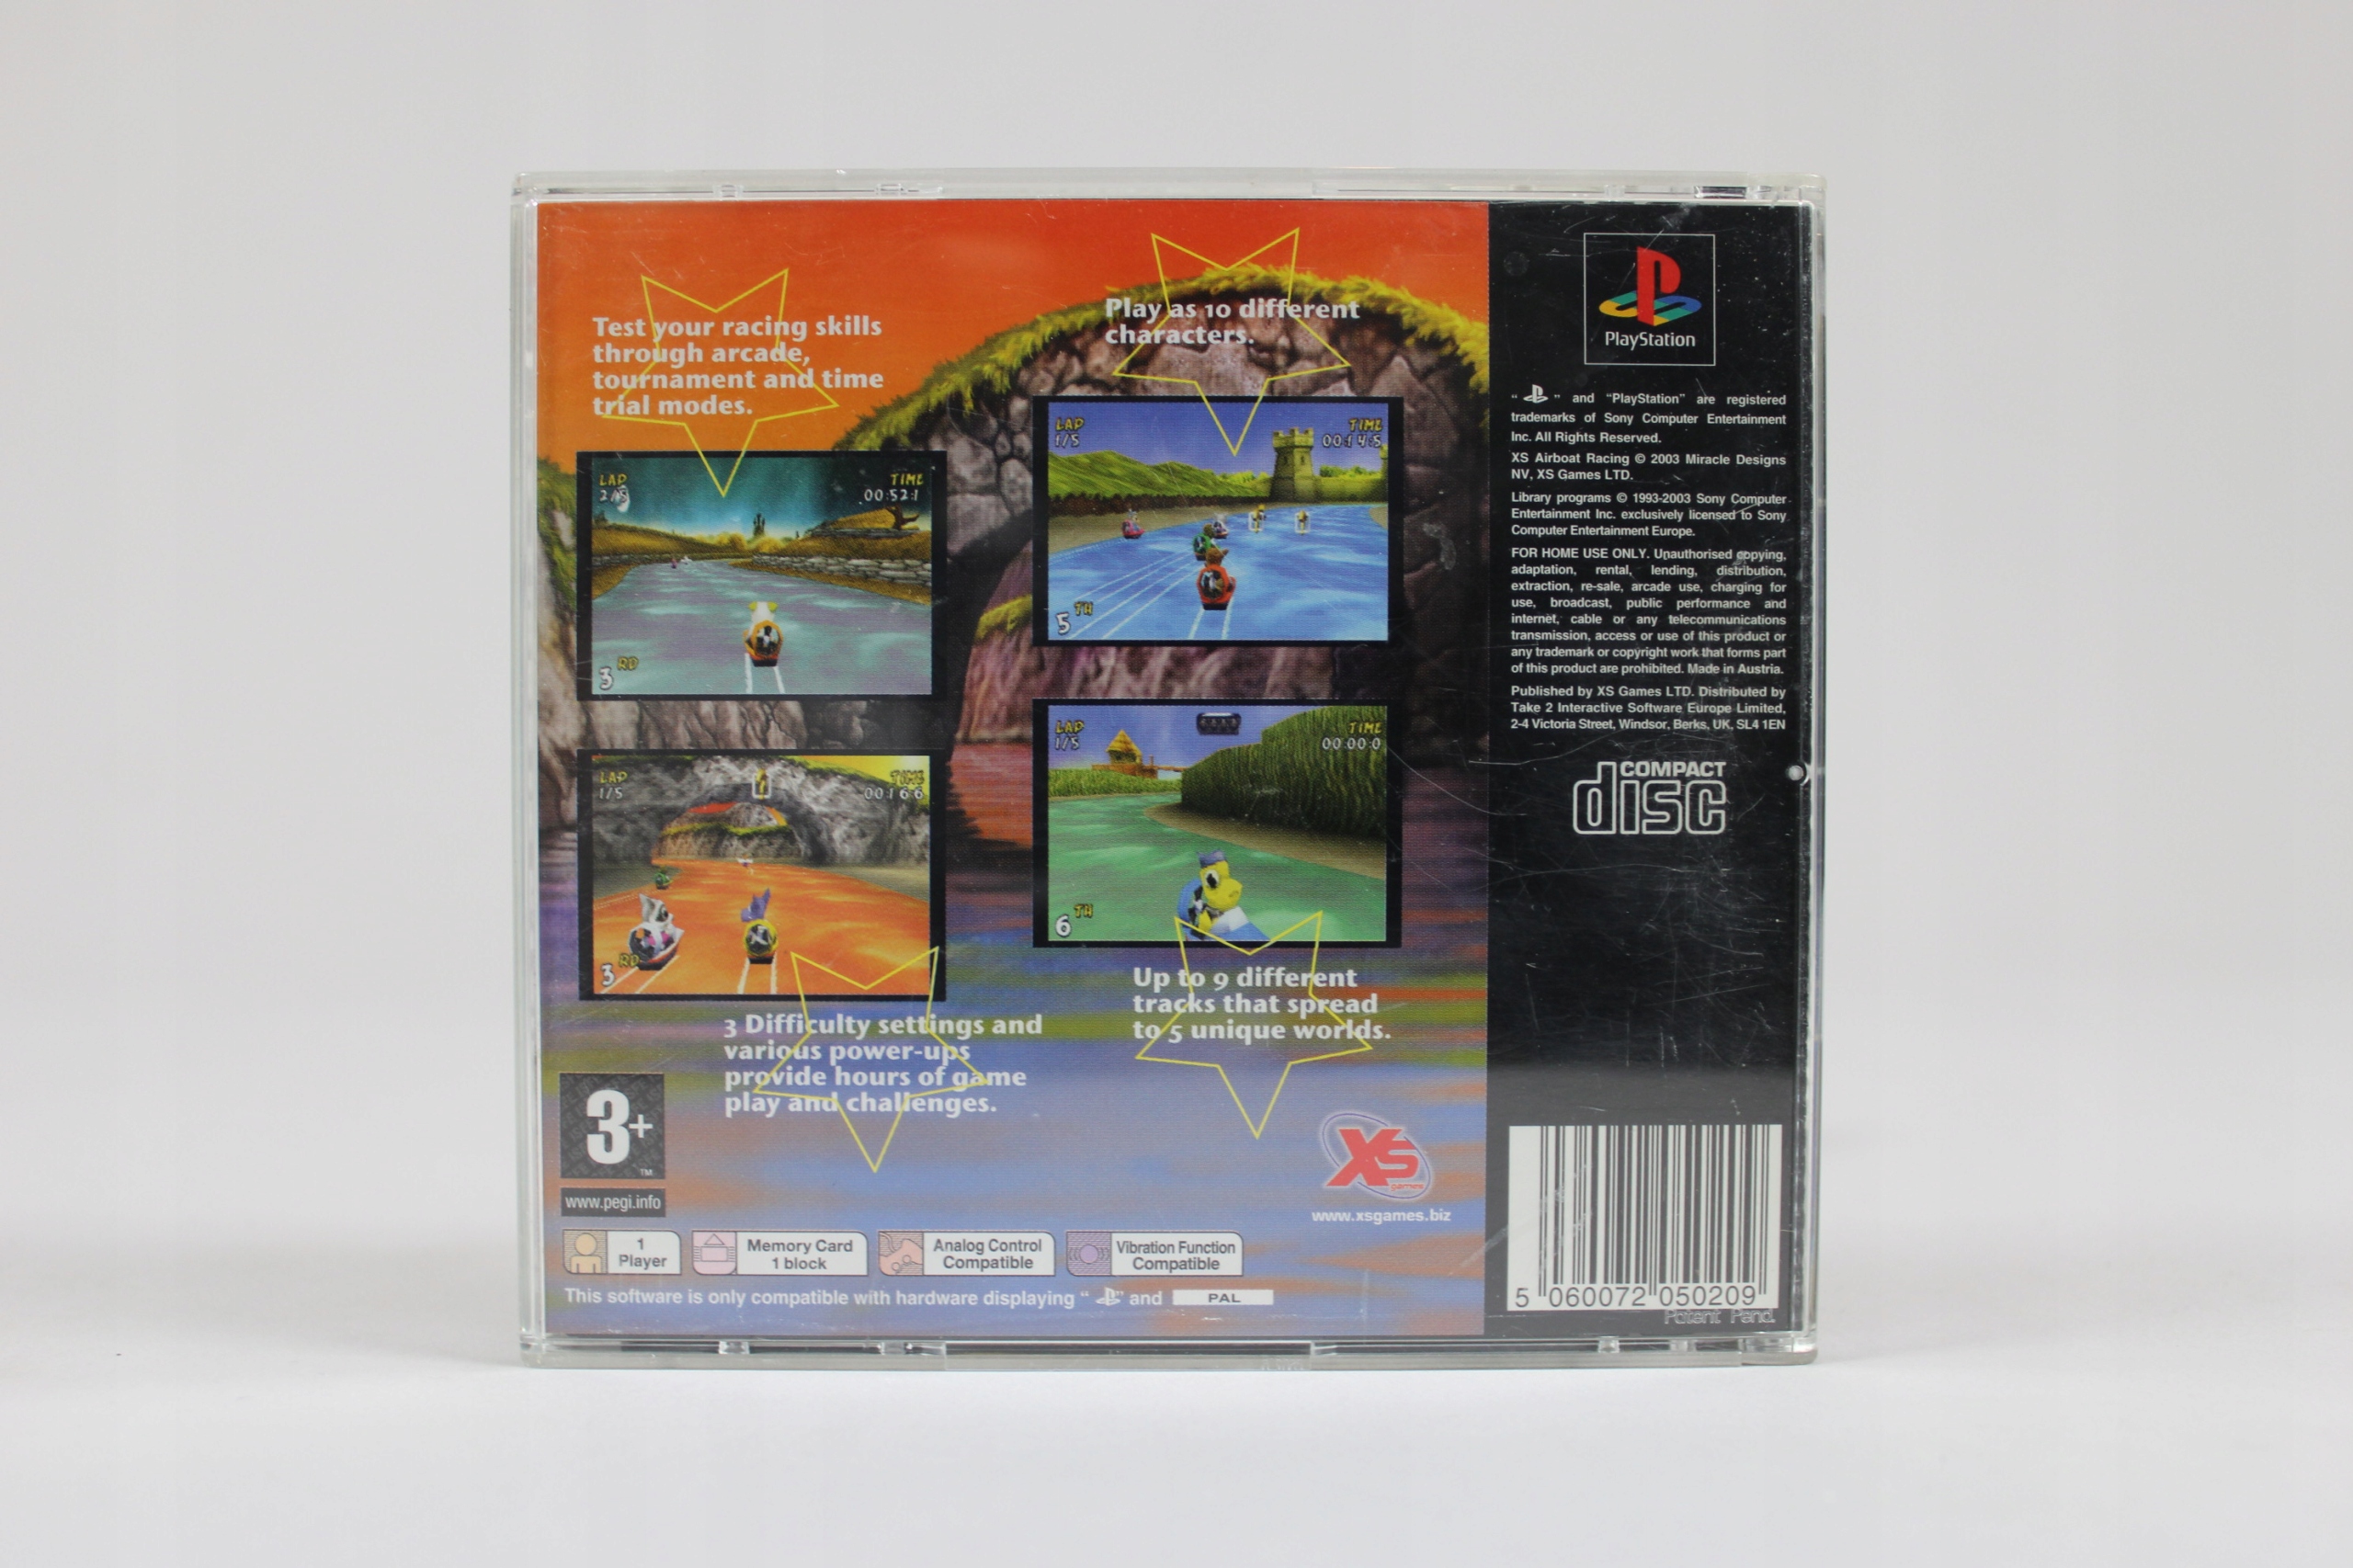 Test your racing skills
through arcade,
tournament and time
trial modes.
Play as 10 different
characters.
LAP
2/5
TIME
00:52:1
3 RD
LAP
1/5
TIME
00:14:5
5 TH
LAP
1/5
TIME
00:16:6
3 RD
LAP
1/5
TIME
00:00:0
6 TH
3 Difficulty settings and
various power-ups
provide hours of game
play and challenges.
Up to 9 different
tracks that spread
to 5 unique worlds.
3+
TM
www.pegi.info
XS
games
www.xsgames.biz
1
Player
Memory Card
1 block
Analog Control
Compatible
Vibration Function
Compatible
This software is only compatible with hardware displaying " " and PAL
PlayStation
" " and "PlayStation" are registered
trademarks of Sony Computer Entertainment
Inc. All Rights Reserved.
XS Airboat Racing © 2003 Miracle Designs
NV, XS Games LTD.
Library programs © 1993-2003 Sony Computer
Entertainment Inc. exclusively licensed to Sony
Computer Entertainment Europe.
FOR HOME USE ONLY. Unauthorised copying,
adaptation, rental, lending, distribution,
extraction, re-sale, arcade use, charging for
use, broadcast, public performance and
internet, cable or any telecommunications
transmission, access or use of this product or
any trademark or copyright work that forms part
of this product are prohibited. Made in Austria.
Published by XS Games LTD. Distributed by
Take 2 Interactive Software Europe Limited,
2-4 Victoria Street, Windsor, Berks, UK, SL4 1EN
COMPACT
disc
5 060072 050209
Patent Pend.